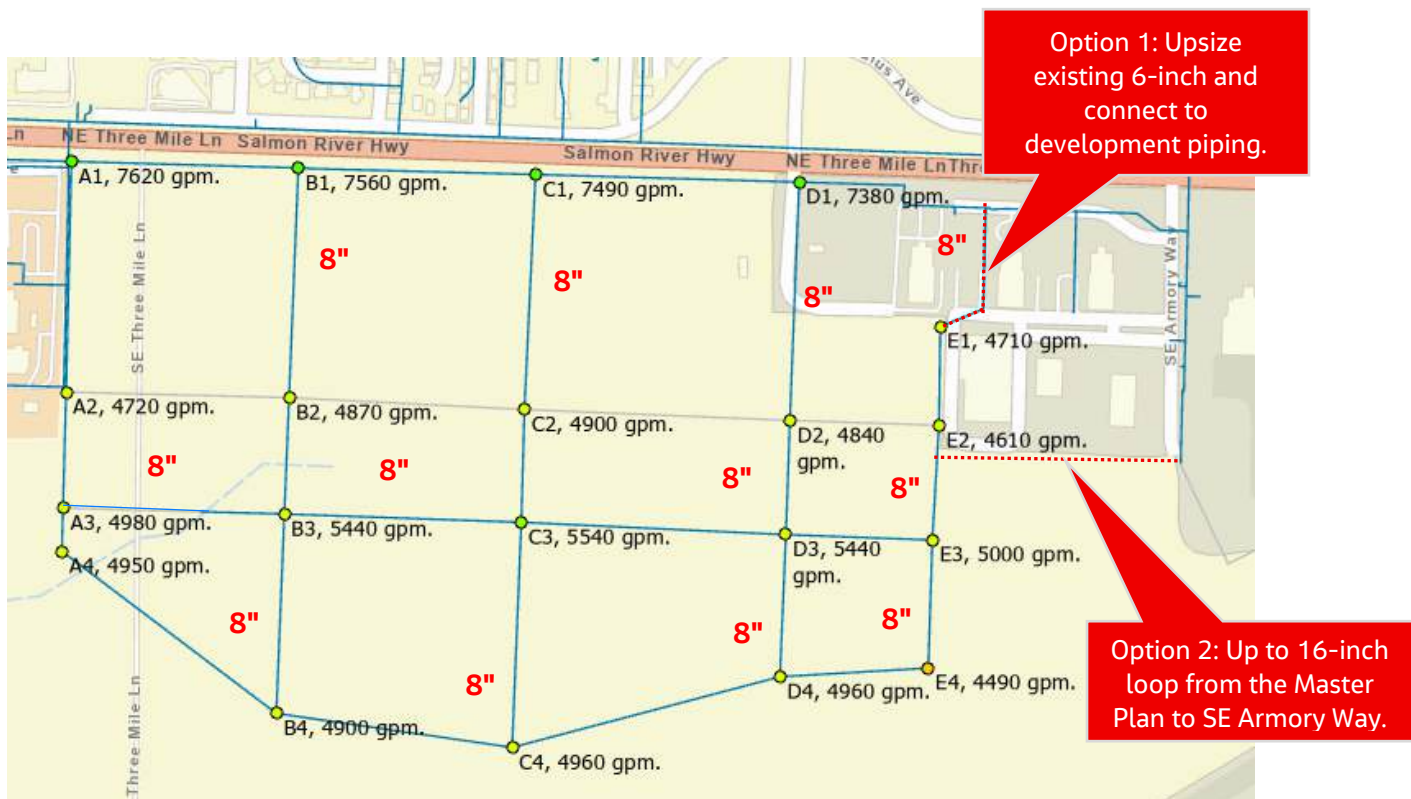 Option 1: Upsize
existing 6-inch and
connect to
development piping.
NE Three Mile Ln
Salmon River Hwy
Salmon River Hwy
NE Three Mile Ln
A1, 7620 gpm.
B1, 7560 gpm.
C1, 7490 gpm.
D1, 7380 gpm.
8"
8"
8"
8"
SE Three Mile Ln
SE Armory Way
E1, 4710 gpm.
A2, 4720 gpm.
B2, 4870 gpm.
C2, 4900 gpm.
D2, 4840
gpm.
E2, 4610 gpm.
8"
8"
8"
8"
A3, 4980 gpm.
B3, 5440 gpm.
C3, 5540 gpm.
D3, 5440
gpm.
E3, 5000 gpm.
A4, 4950 gpm.
8"
8"
8"
8"
Three Mile Ln
B4, 4900 gpm.
C4, 4960 gpm.
D4, 4960 gpm.
E4, 4490 gpm.
Option 2: Up to 16-inch
loop from the Master
Plan to SE Armory Way.